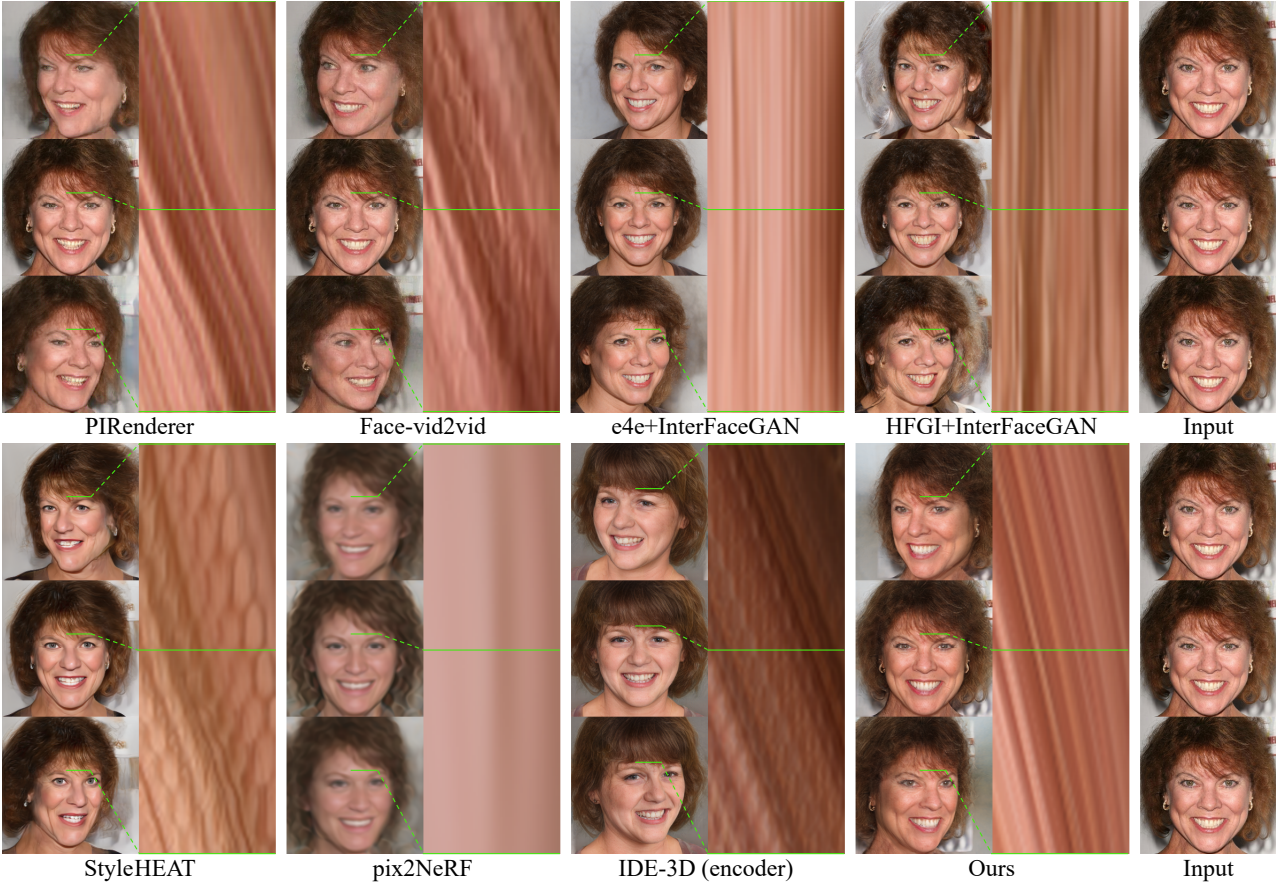 PIRenderer Face-vid2vid e4e+InterFaceGAN HFGI+InterFaceGAN Input
StyleHEAT pix2NeRF IDE-3D (encoder) Ours Input